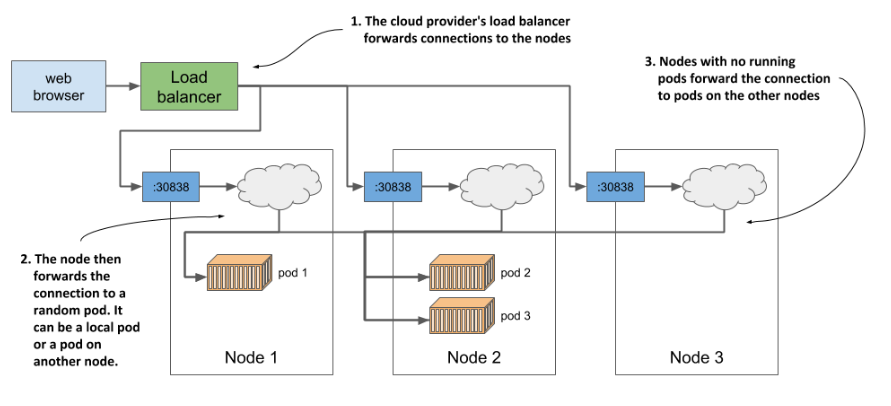 1. The cloud provider's load balancer
forwards connections to the nodes
3. Nodes with no running
pods forward the connection
to pods on the other nodes
web
browser
Load
balancer
:30838
:30838
:30838
2. The node then
forwards the
connection to a
random pod. It
can be a local pod
or a pod on
another node.
pod 1
pod 2
pod 3
Node 1
Node 2
Node 3